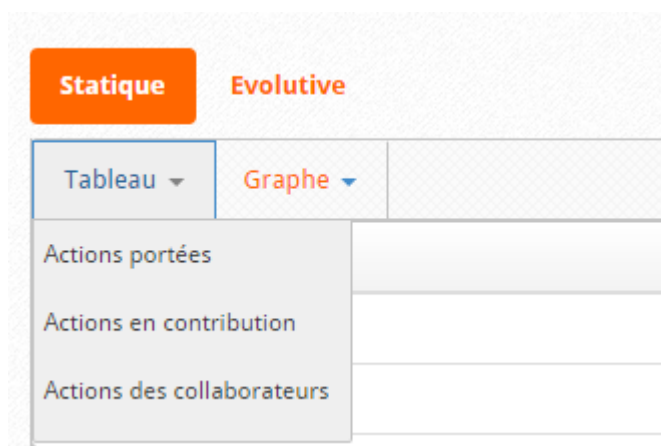 Statique Evolutive
Tableau Graphe
Actions portées
Actions en contribution
Actions des collaborateurs